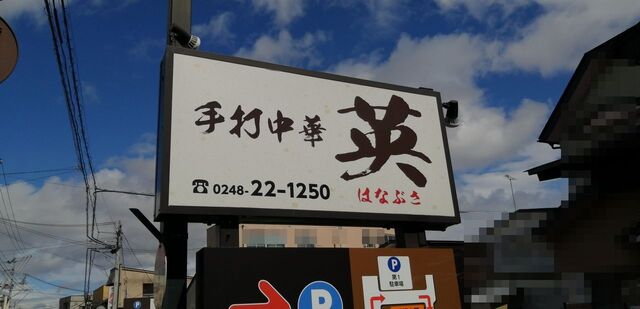 手打中華 英
はなぶさ
☎0248-22-1250
P
P
第1
駐車場